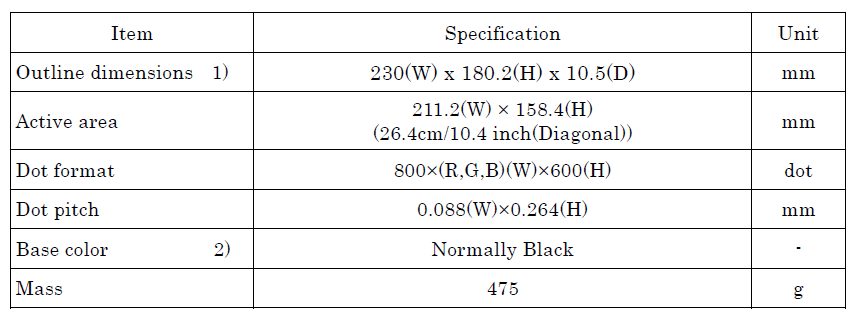 Item Specification Unit
Outline dimensions 1) 230(W) x 180.2(H) x 10.5(D) mm
Active area 211.2(W) × 158.4(H) mm
(26.4cm/10.4 inch(Diagonal))
Dot format 800×(R,G,B)(W)×600(H) dot
Dot pitch 0.088(W)×0.264(H) mm
Base color 2) Normally Black -
Mass 475 g